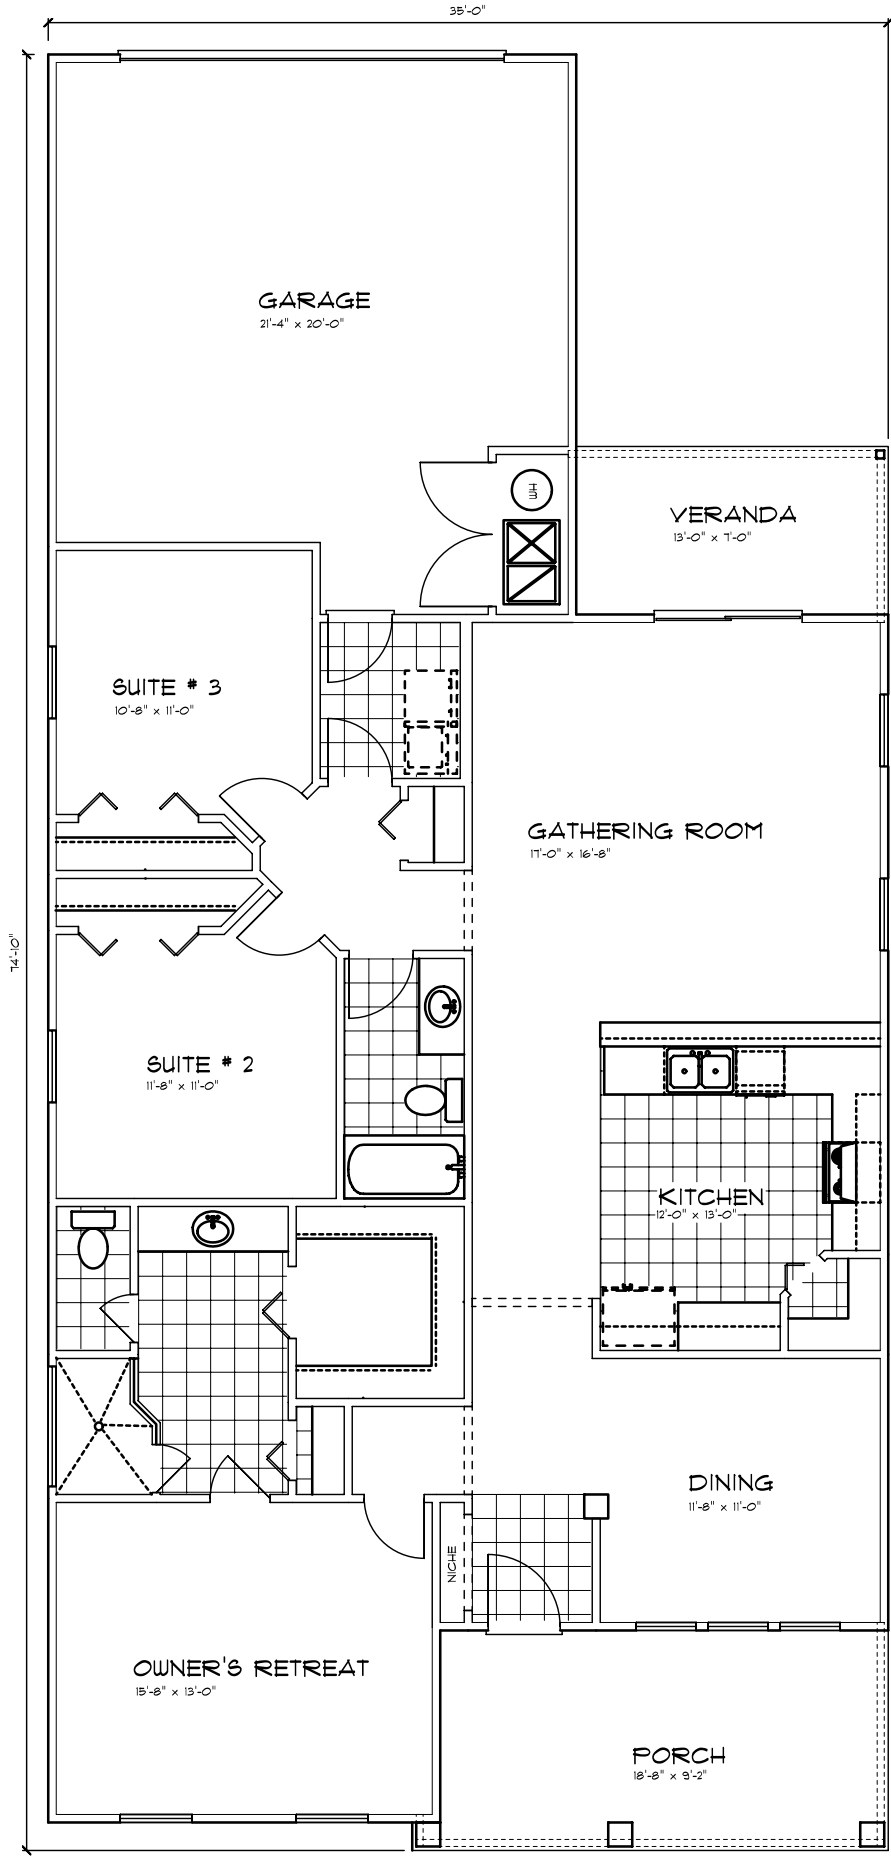 35'-0"
GARAGE
21'-4" x 20'-0"
HW
VERANDA
13'-0" x 7'-0"
SUITE # 3
10'-8" x 11'-0"
GATHERING ROOM
17'-0" x 16'-8"
74'-10"
SUITE # 2
11'-8" x 11'-0"
KITCHEN
12'-0" x 13'-0"
DINING
11'-8" x 11'-0"
NICHE
OWNER'S RETREAT
15'-8" x 13'-0"
PORCH
18'-8" x 9'-2"